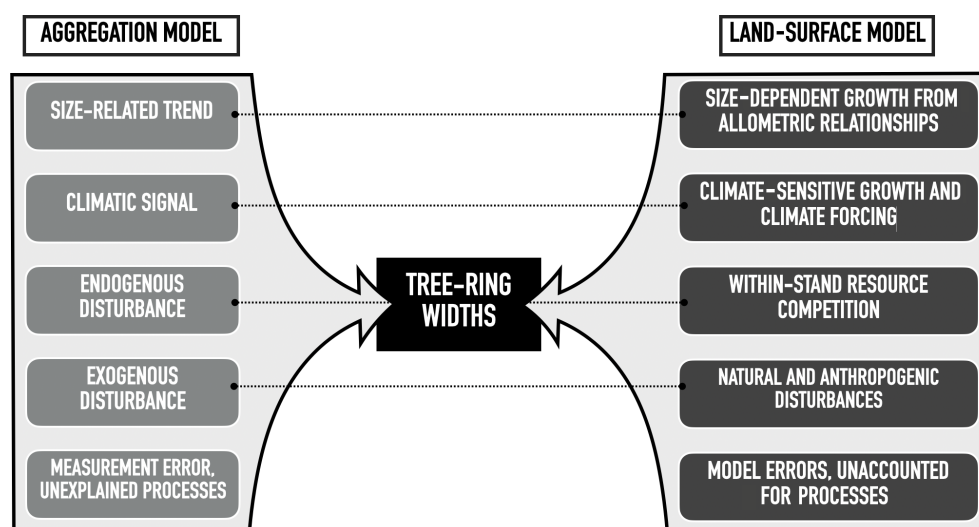 AGGREGATION MODEL
LAND-SURFACE MODEL
SIZE-RELATED TREND
SIZE-DEPENDENT GROWTH FROM
ALLOMETRIC RELATIONSHIPS
CLIMATIC SIGNAL
CLIMATE-SENSITIVE GROWTH AND
CLIMATE FORCING
ENDOGENOUS
DISTURBANCE
TREE-RING
WIDTHS
WITHIN-STAND RESOURCE
COMPETITION
EXOGENOUS
DISTURBANCE
NATURAL AND ANTHROPOGENIC
DISTURBANCES
MEASUREMENT ERROR,
UNEXPLAINED PROCESSES
MODEL ERRORS, UNACCOUNTED
FOR PROCESSES